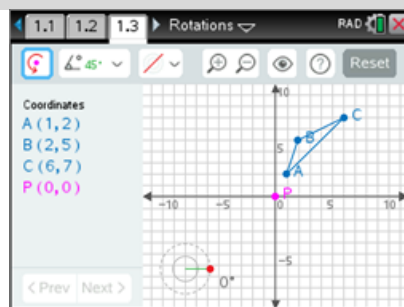 1.1 1.2 1.3 Rotations RAD
45° Reset
Coordinates
A (1,2)
B (2,5)
C (6,7)
P (0,0)
10
C
B
5
A
P
-10 -5 0 5 10
-5
0°
< Prev Next >